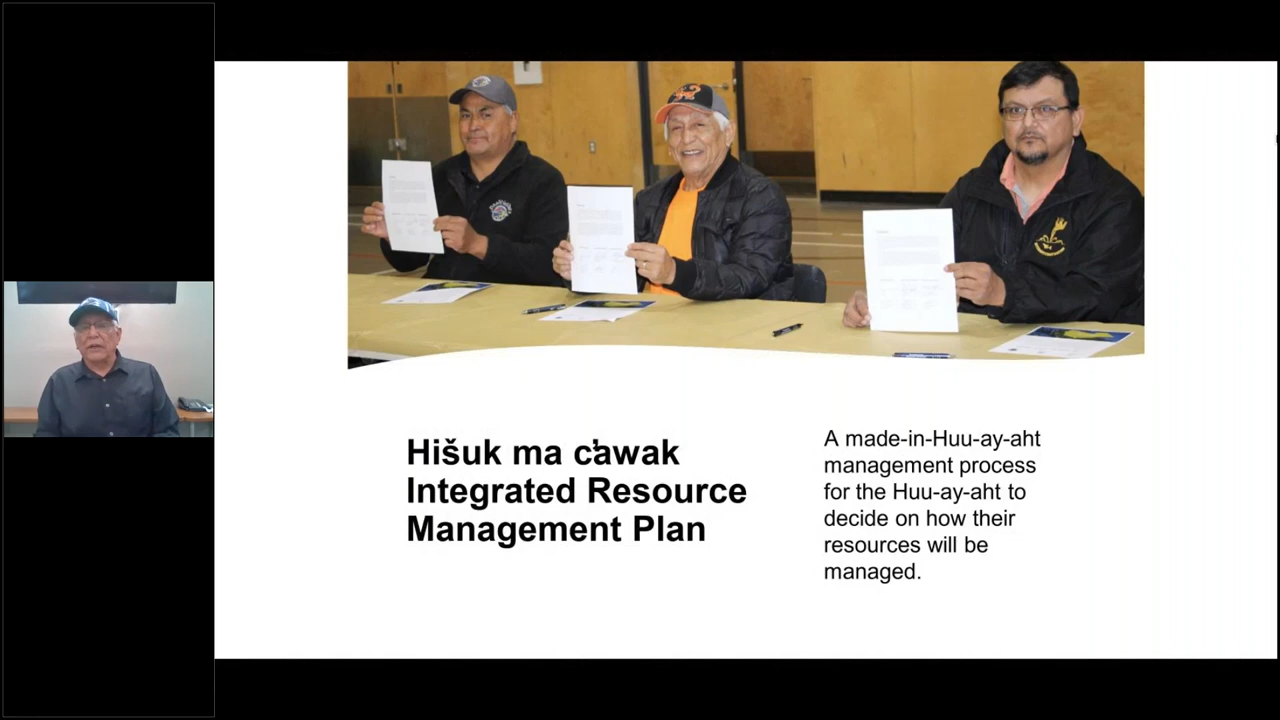 Hišuk ma c̓awak
Integrated Resource
Management Plan
A made-in-Huu-ay-aht
management process
for the Huu-ay-aht to
decide on how their
resources will be
managed.